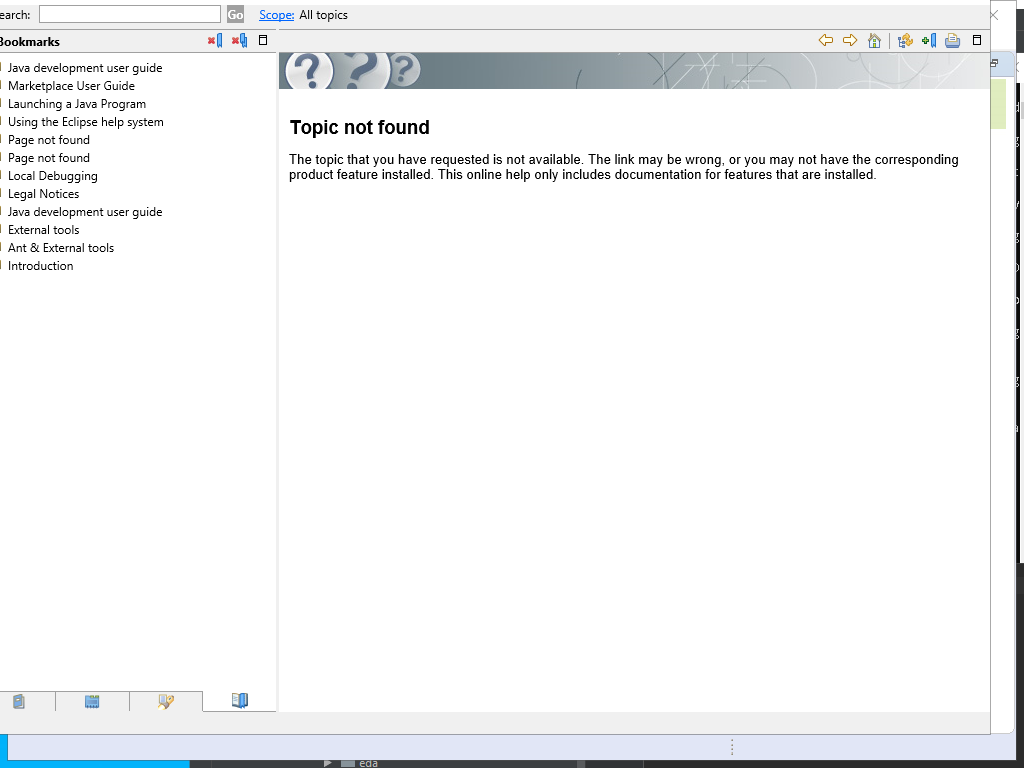 earch:
Go
Scope: All topics
Bookmarks
Java development user guide
Marketplace User Guide
Launching a Java Program
Using the Eclipse help system
Page not found
Page not found
Local Debugging
Legal Notices
Java development user guide
External tools
Ant & External tools
Introduction
Topic not found
The topic that you have requested is not available. The link may be wrong, or you may not have the corresponding
product feature installed. This online help only includes documentation for features that are installed.
eda